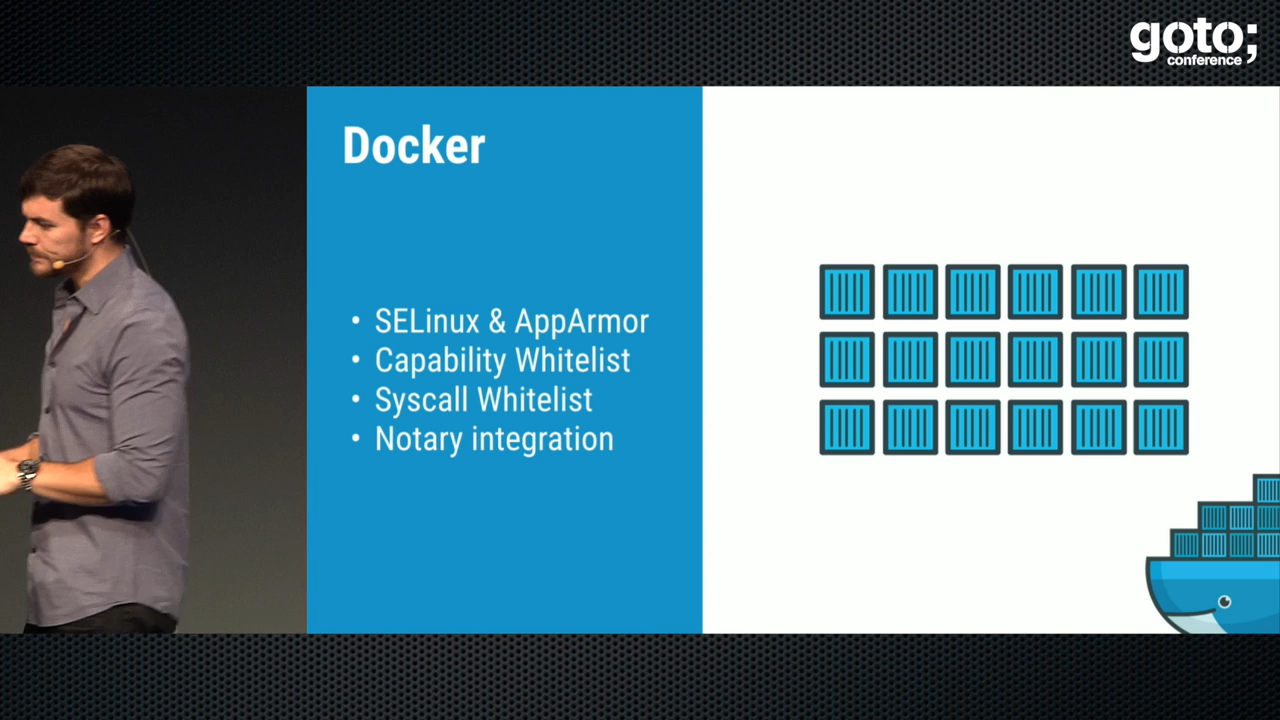 goto;
conference
Docker
• SELinux & AppArmor
• Capability Whitelist
• Syscall Whitelist
• Notary integration